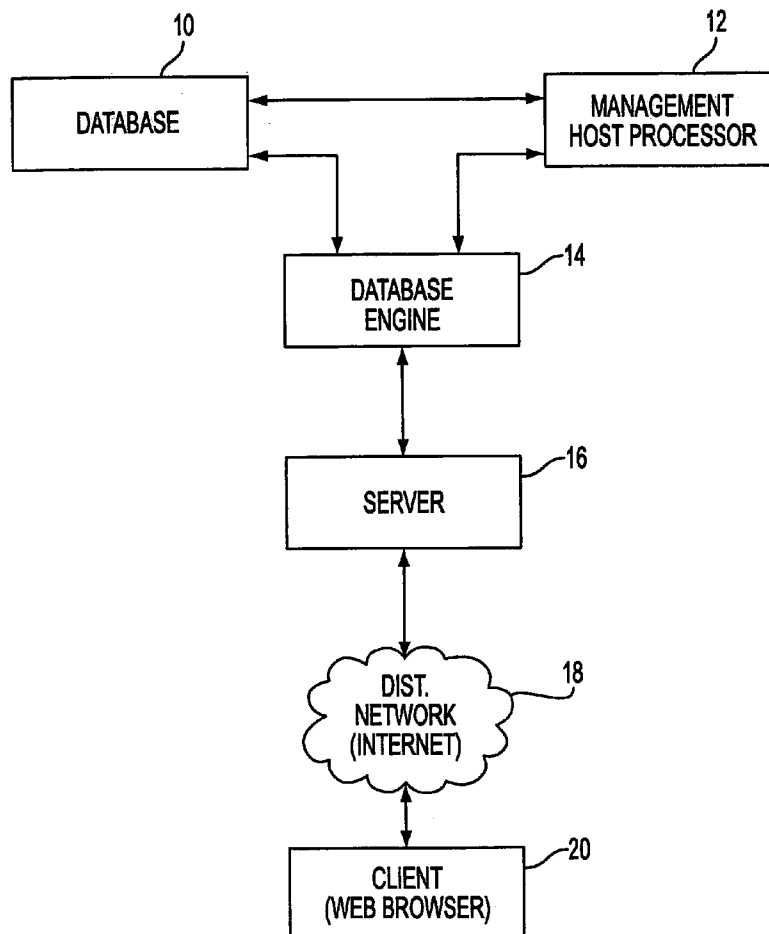 10
12
DATABASE
MANAGEMENT
HOST PROCESSOR
14
DATABASE
ENGINE
16
SERVER
18
DIST.
NETWORK
(INTERNET)
20
CLIENT
(WEB BROWSER)